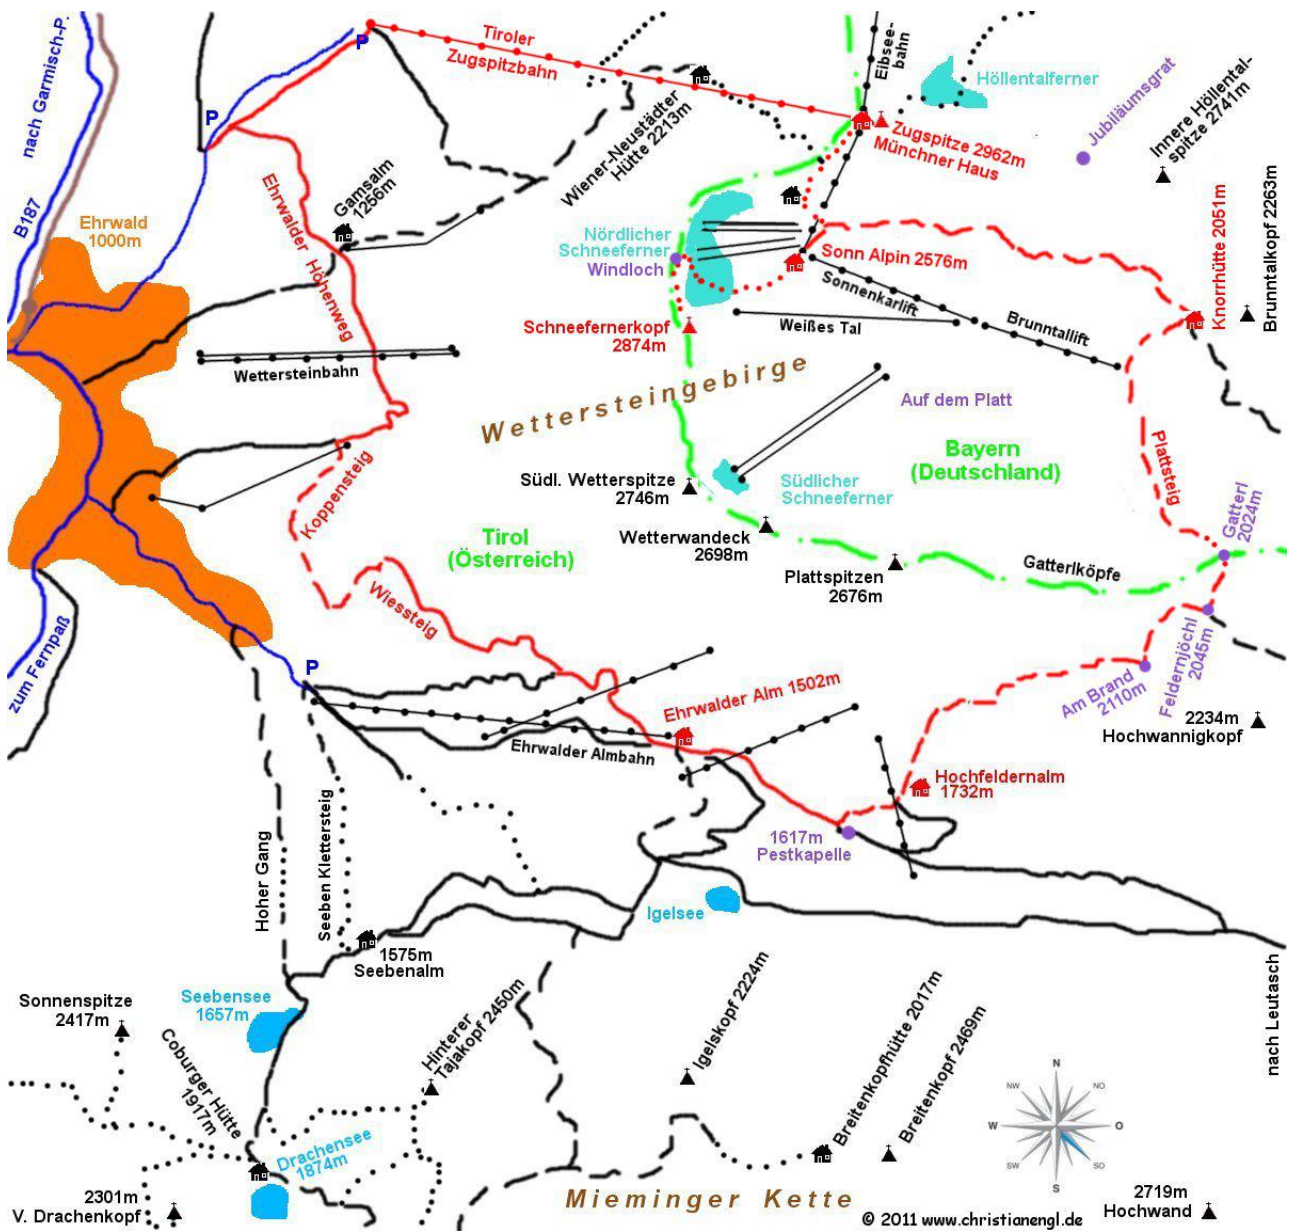 nach Garmisch-P.
B187
P
P
Tiroler
Zugspitzbahn
Eibsee-
bahn
Höllentalferner
Jubiläumsgrat
Innere Höllental-
spitze 2741m
Zugspitze 2962m
Münchner Haus
Wiener-Neustädter
Hütte 2213m
Gamsalm
1256m
Ehrwalder Höhenweg
Ehrwald
1000m
Nördlicher
Schneeferner
Windloch
Sonn Alpin 2576m
Knorrhütte 2051m
Brunntalkopf 2263m
Sonnenkarlift
Brunntallift
Weißes Tal
Schneefernerkopf
2874m
Wettersteinbahn
Wettersteingebirge
Auf dem Platt
Bayern
(Deutschland)
Plattsteig
Koppensteig
Südl. Wetterspitze
2746m
Südlicher
Schneeferner
Gatterl
2024m
Tirol
(Österreich)
Wetterwandeck
2698m
Plattspitzen
2676m
Gatterlköpfe
Wiessteig
zum Fernpaß
P
Feldernjöchl
2045m
Am Brand
2110m
Ehrwalder Alm 1502m
2234m
Hochwannigkopf
Ehrwalder Almbahn
Hochfeldernalm
1732m
1617m
Pestkapelle
Hoher Gang
Seeben Klettersteig
Igelsee
1575m
Seebenalm
Seebensee
1657m
Sonnenspitze
2417m
Coburger Hütte
1917m
Hinterer
Tajakopf 2450m
Igelskopf 2224m
Breitenkopfhütte 2017m
Breitenkopf 2469m
nach Leutasch
N
NW
NO
W
O
SW
SO
S
Drachensee
1874m
2301m
V. Drachenkopf
Mieminger Kette
2719m
Hochwand
© 2011 www.christianengl.de